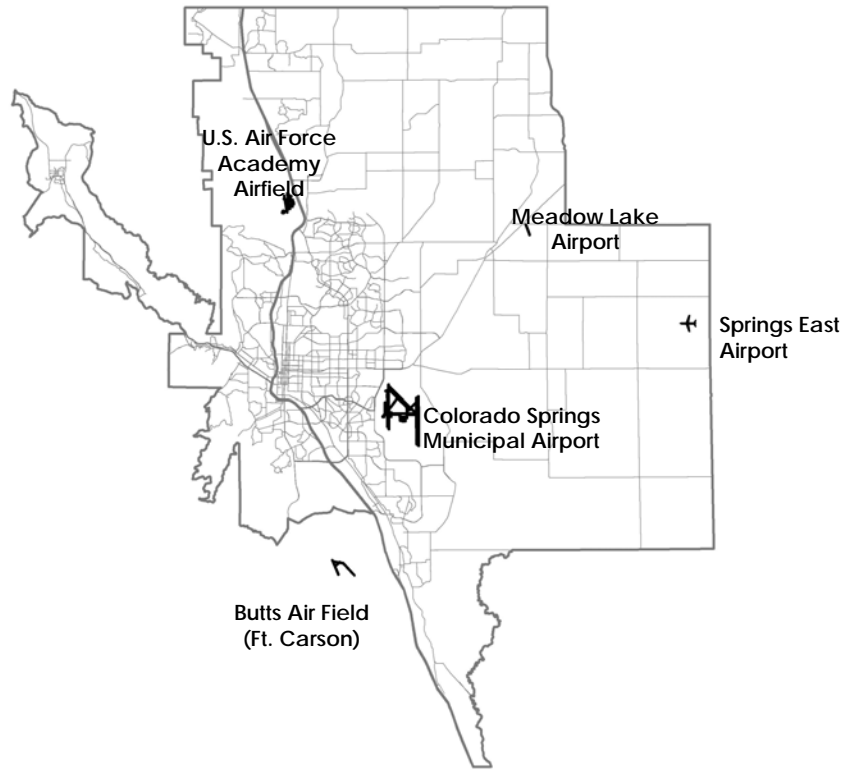 U.S. Air Force
Academy
Airfield
Meadow Lake
Airport
Springs East
Airport
Colorado Springs
Municipal Airport
Butts Air Field
(Ft. Carson)